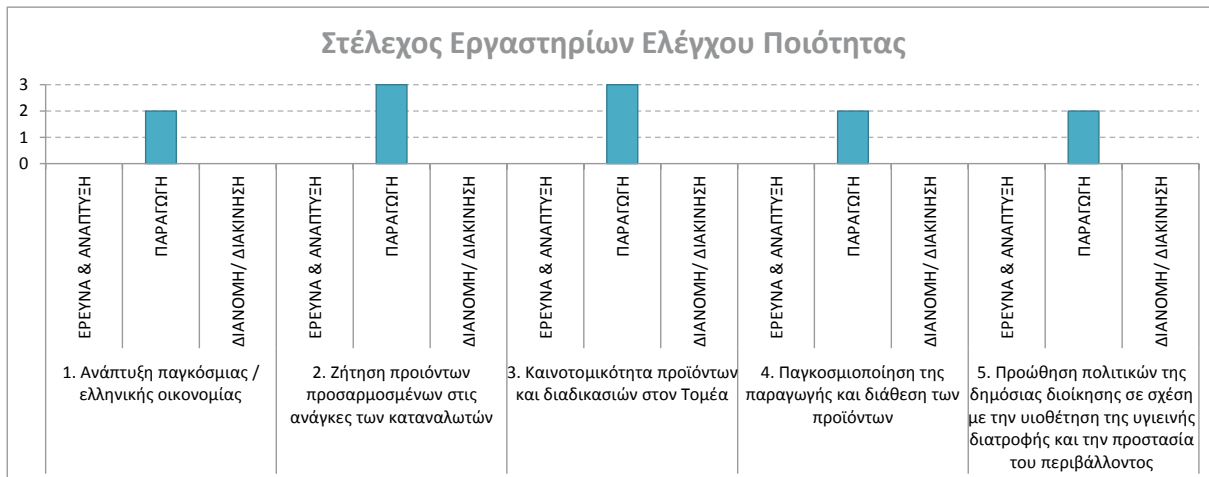 Στέλεχος Εργαστηρίων Ελέγχου Ποιότητας
3
2
1
0
ΕΡΕΥΝΑ & ΑΝΑΠΤΥΞΗ
ΠΑΡΑΓΩΓΗ
ΔΙΑΝΟΜΗ/ ΔΙΑΚΙΝΗΣΗ
ΕΡΕΥΝΑ & ΑΝΑΠΤΥΞΗ
ΠΑΡΑΓΩΓΗ
ΔΙΑΝΟΜΗ/ ΔΙΑΚΙΝΗΣΗ
ΕΡΕΥΝΑ & ΑΝΑΠΤΥΞΗ
ΠΑΡΑΓΩΓΗ
ΔΙΑΝΟΜΗ/ ΔΙΑΚΙΝΗΣΗ
ΕΡΕΥΝΑ & ΑΝΑΠΤΥΞΗ
ΠΑΡΑΓΩΓΗ
ΔΙΑΝΟΜΗ/ ΔΙΑΚΙΝΗΣΗ
ΕΡΕΥΝΑ & ΑΝΑΠΤΥΞΗ
ΠΑΡΑΓΩΓΗ
ΔΙΑΝΟΜΗ/ ΔΙΑΚΙΝΗΣΗ
1. Ανάπτυξη παγκόσμιας /
ελληνικής οικονομίας
2. Ζήτηση προιόντων
προσαρμοσμένων στις
ανάγκες των καταναλωτών
3. Καινοτομικότητα προϊόντων
και διαδικασιών στον Τομέα
4. Παγκοσμιοποίηση της
παραγωγής και διάθεση των
προϊόντων
5. Προώθηση πολιτικών της
δημόσιας διοίκησης σε σχέση
με την υιοθέτηση της υγιεινής
διατροφής και την προστασία
του περιβάλλοντος